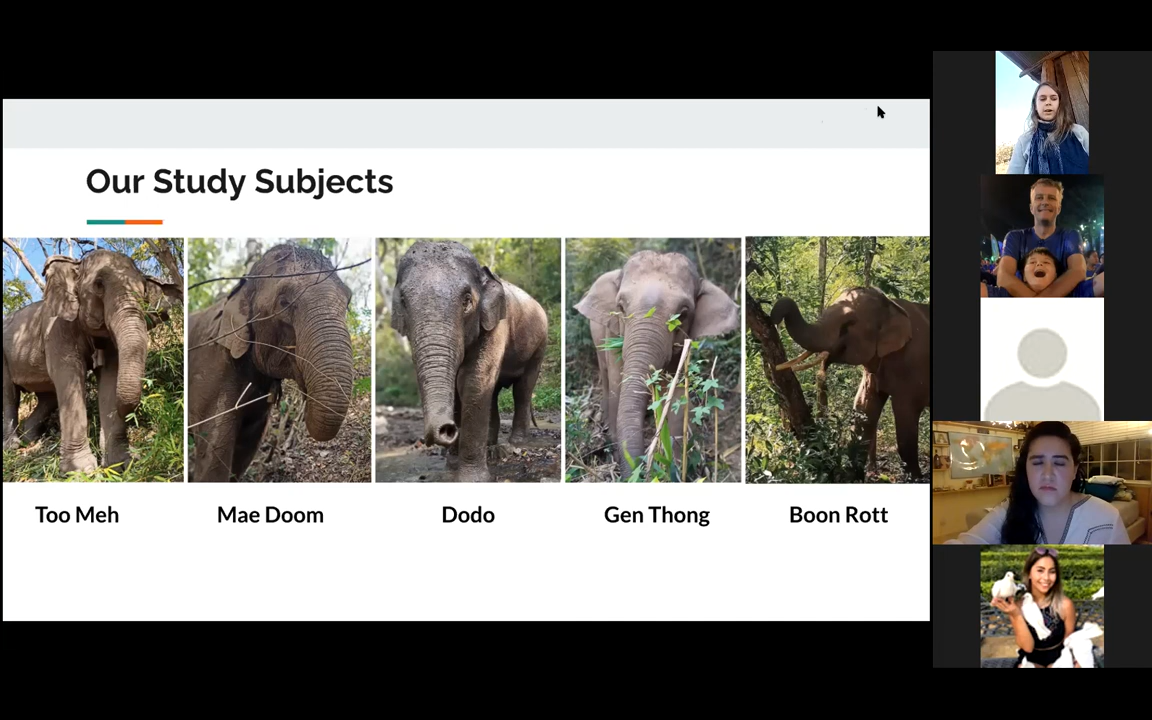 Our Study Subjects
Too Meh
Mae Doom
Dodo
Gen Thong
Boon Rott